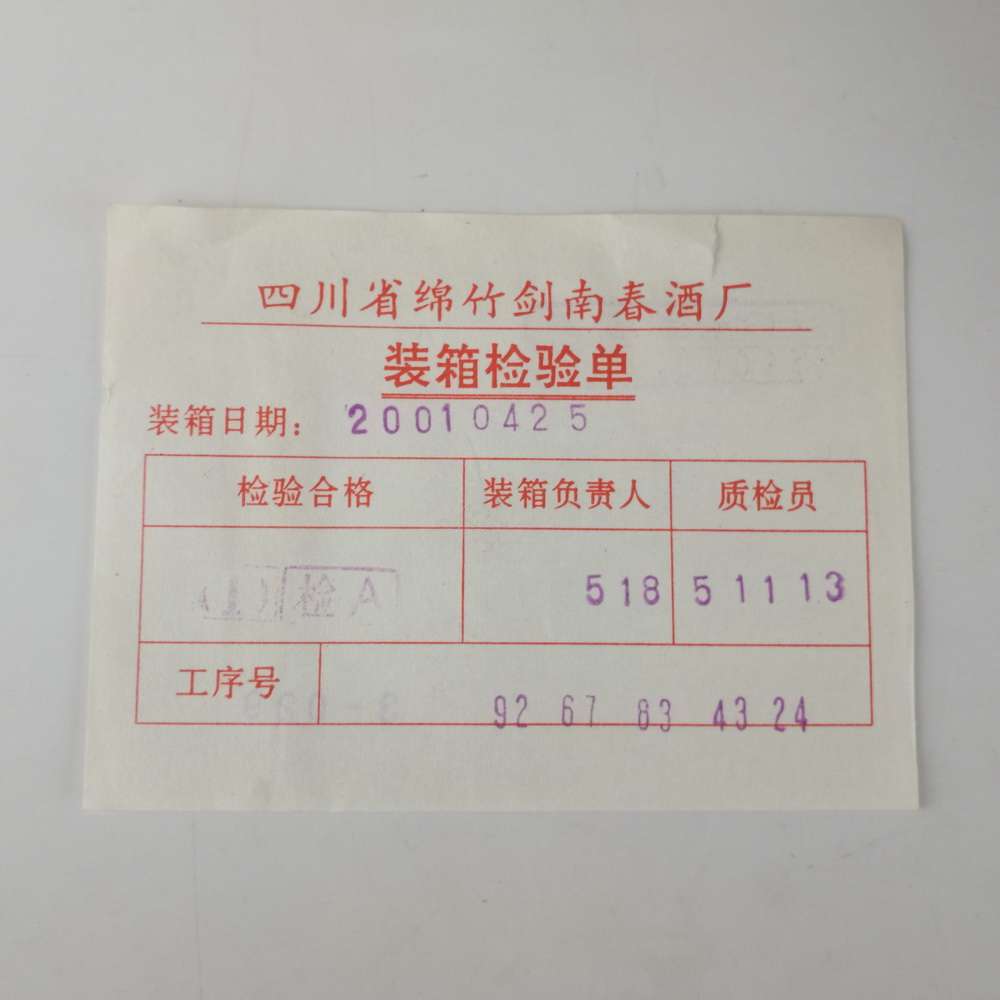 四川省绵竹剑南春酒厂
装箱检验单
装箱日期: 20010425
检验合格 装箱负责人 质检员
检 A 518 51113
工序号 92 67 63 43 24